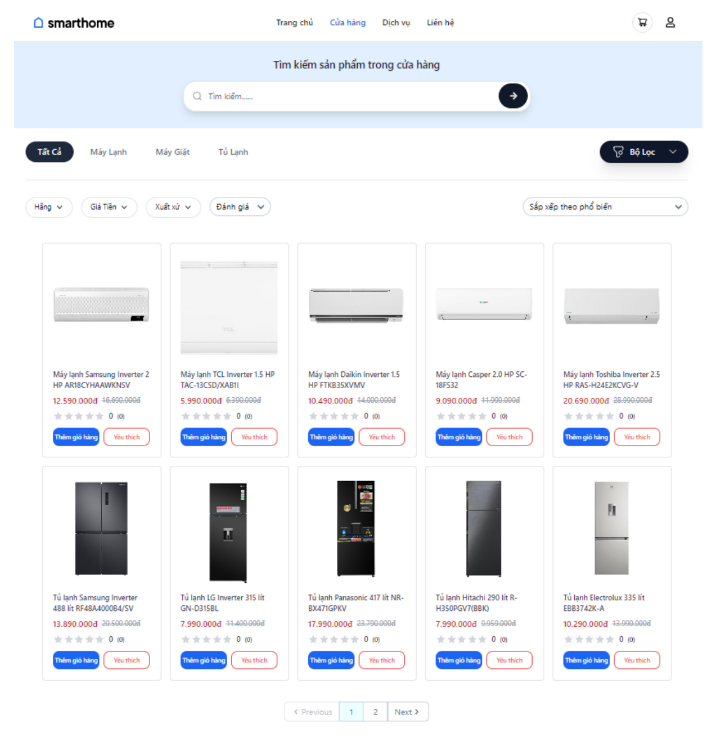 smarthome
Trang chủ Cửa hàng Dịch vụ Liên hệ
Tìm kiếm sản phẩm trong cửa hàng
Tìm kiếm.....
Tất Cả Máy Lạnh Máy Giặt Tủ Lạnh
Bộ Lọc
Hãng Giá Tiền Xuất xứ Đánh giá
Sắp xếp theo phổ biến
Máy lạnh Samsung Inverter 2
HP AR18CYHAAWKNSV
12.590.000đ 16.690.000đ
0 (0)
Thêm giỏ hàng Yêu thích
Máy lạnh TCL Inverter 1.5 HP
TAC-13CSD/XAB1I
5.990.000đ 6.390.000đ
0 (0)
Thêm giỏ hàng Yêu thích
Máy lạnh Daikin Inverter 1.5
HP FTKB35XVMV
10.490.000đ 14.000.000đ
0 (0)
Thêm giỏ hàng Yêu thích
Máy lạnh Casper 2.0 HP SC-
18FS32
9.090.000đ 11.990.000đ
0 (0)
Thêm giỏ hàng Yêu thích
Máy lạnh Toshiba Inverter 2.5
HP RAS-H24E2KCVG-V
20.690.000đ 28.990.000đ
0 (0)
Thêm giỏ hàng Yêu thích
Tủ lạnh Samsung Inverter
488 lít RF48A4000B4/SV
13.890.000đ 20.500.000đ
0 (0)
Thêm giỏ hàng Yêu thích
Tủ lạnh LG Inverter 315 lít
GN-D315BL
7.990.000đ 11.400.000đ
0 (0)
Thêm giỏ hàng Yêu thích
Tủ lạnh Panasonic 417 lít NR-
BX471GPKV
17.990.000đ 23.790.000đ
0 (0)
Thêm giỏ hàng Yêu thích
Tủ lạnh Hitachi 290 lít R-
H350PGV7(BBK)
7.990.000đ 9.959.000đ
0 (0)
Thêm giỏ hàng Yêu thích
Tủ lạnh Electrolux 335 lít
EBB3742K-A
10.290.000đ 13.990.000đ
0 (0)
Thêm giỏ hàng Yêu thích
< Previous 1 2 Next >